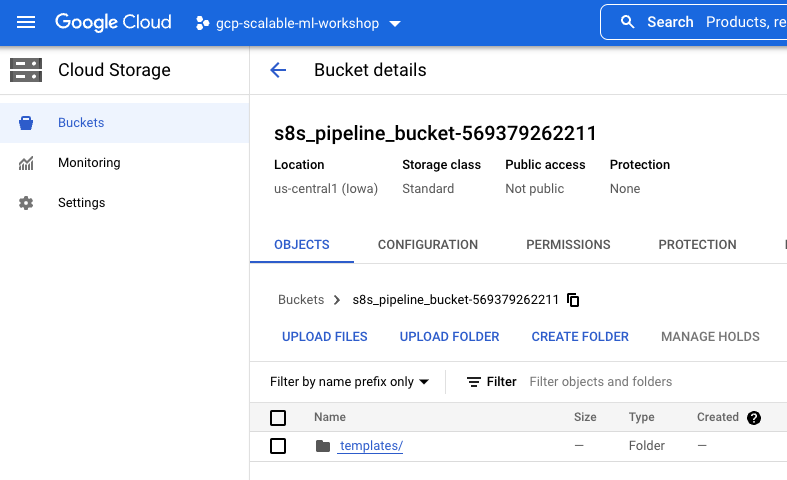 Google Cloud gcp-scalable-ml-workshop Search Products, re
Cloud Storage
Bucket details
Buckets
Monitoring
Settings
s8s_pipeline_bucket-569379262211
Location Storage class Public access Protection
us-central1 (Iowa) Standard Not public None
OBJECTS CONFIGURATION PERMISSIONS PROTECTION
Buckets > s8s_pipeline_bucket-569379262211
UPLOAD FILES UPLOAD FOLDER CREATE FOLDER MANAGE HOLDS
Filter by name prefix only Filter Filter objects and folders
Name Size Type Created ?
templates/ — Folder —